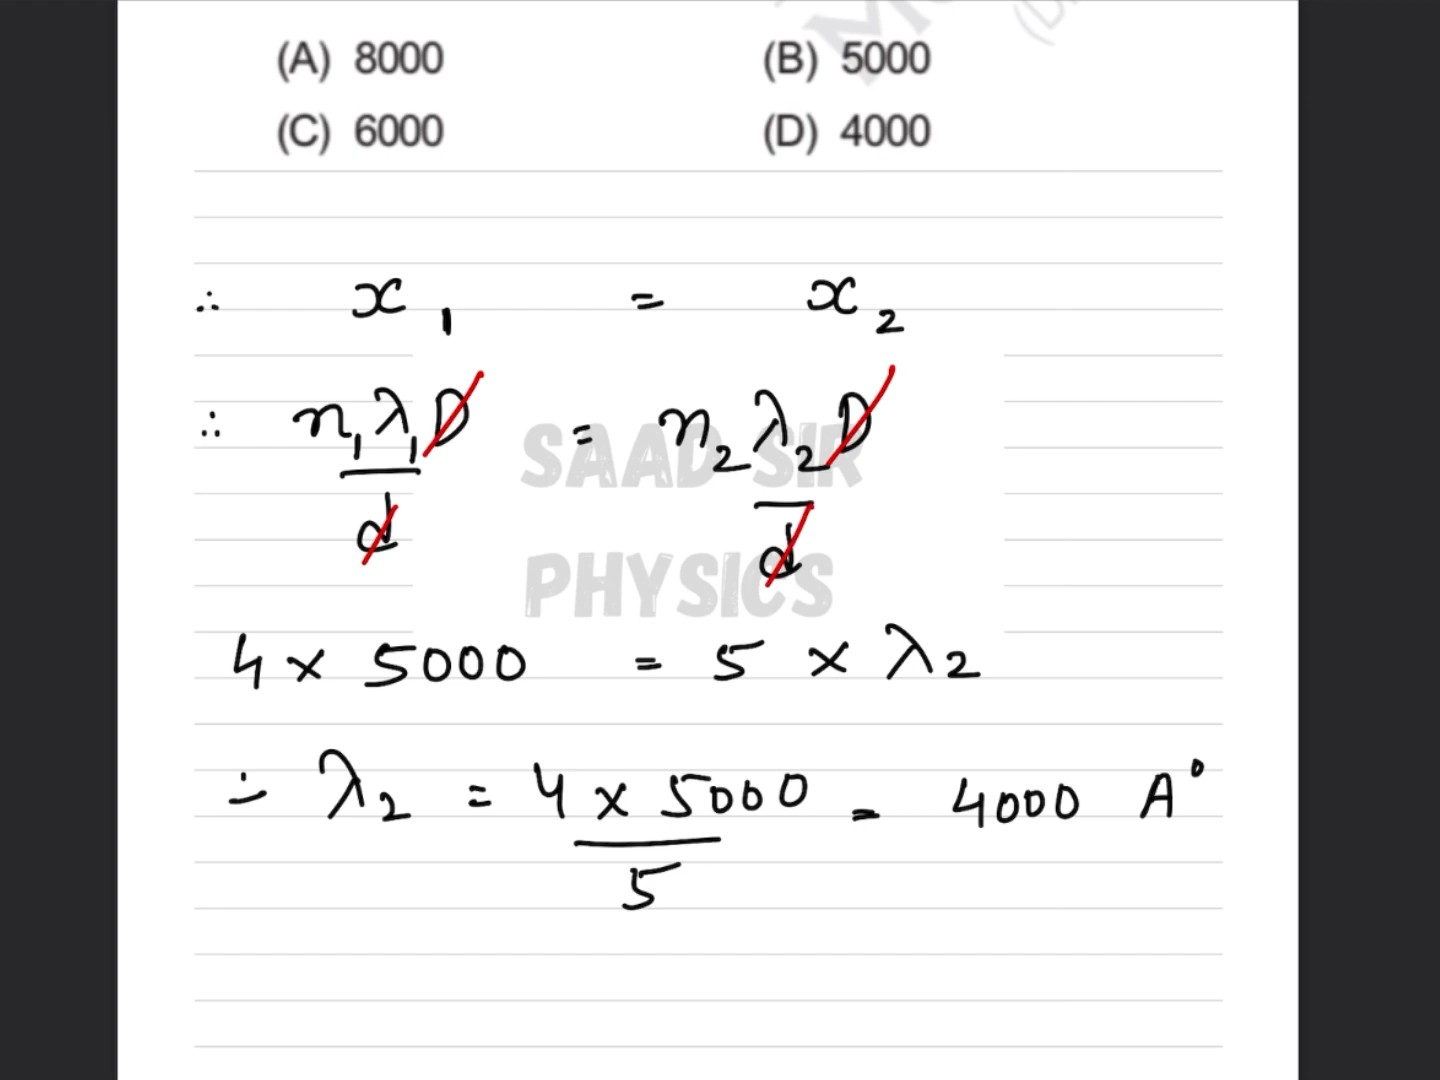 (A) 8000 (B) 5000
(C) 6000 (D) 4000
∴ x₁ = x₂
∴ n₁λ₁D/d = n₂λ₂D/d
SAAD SIR
PHYSICS
4 × 5000 = 5 × λ₂
∴ λ₂ = 4 × 5000/5 = 4000 A°